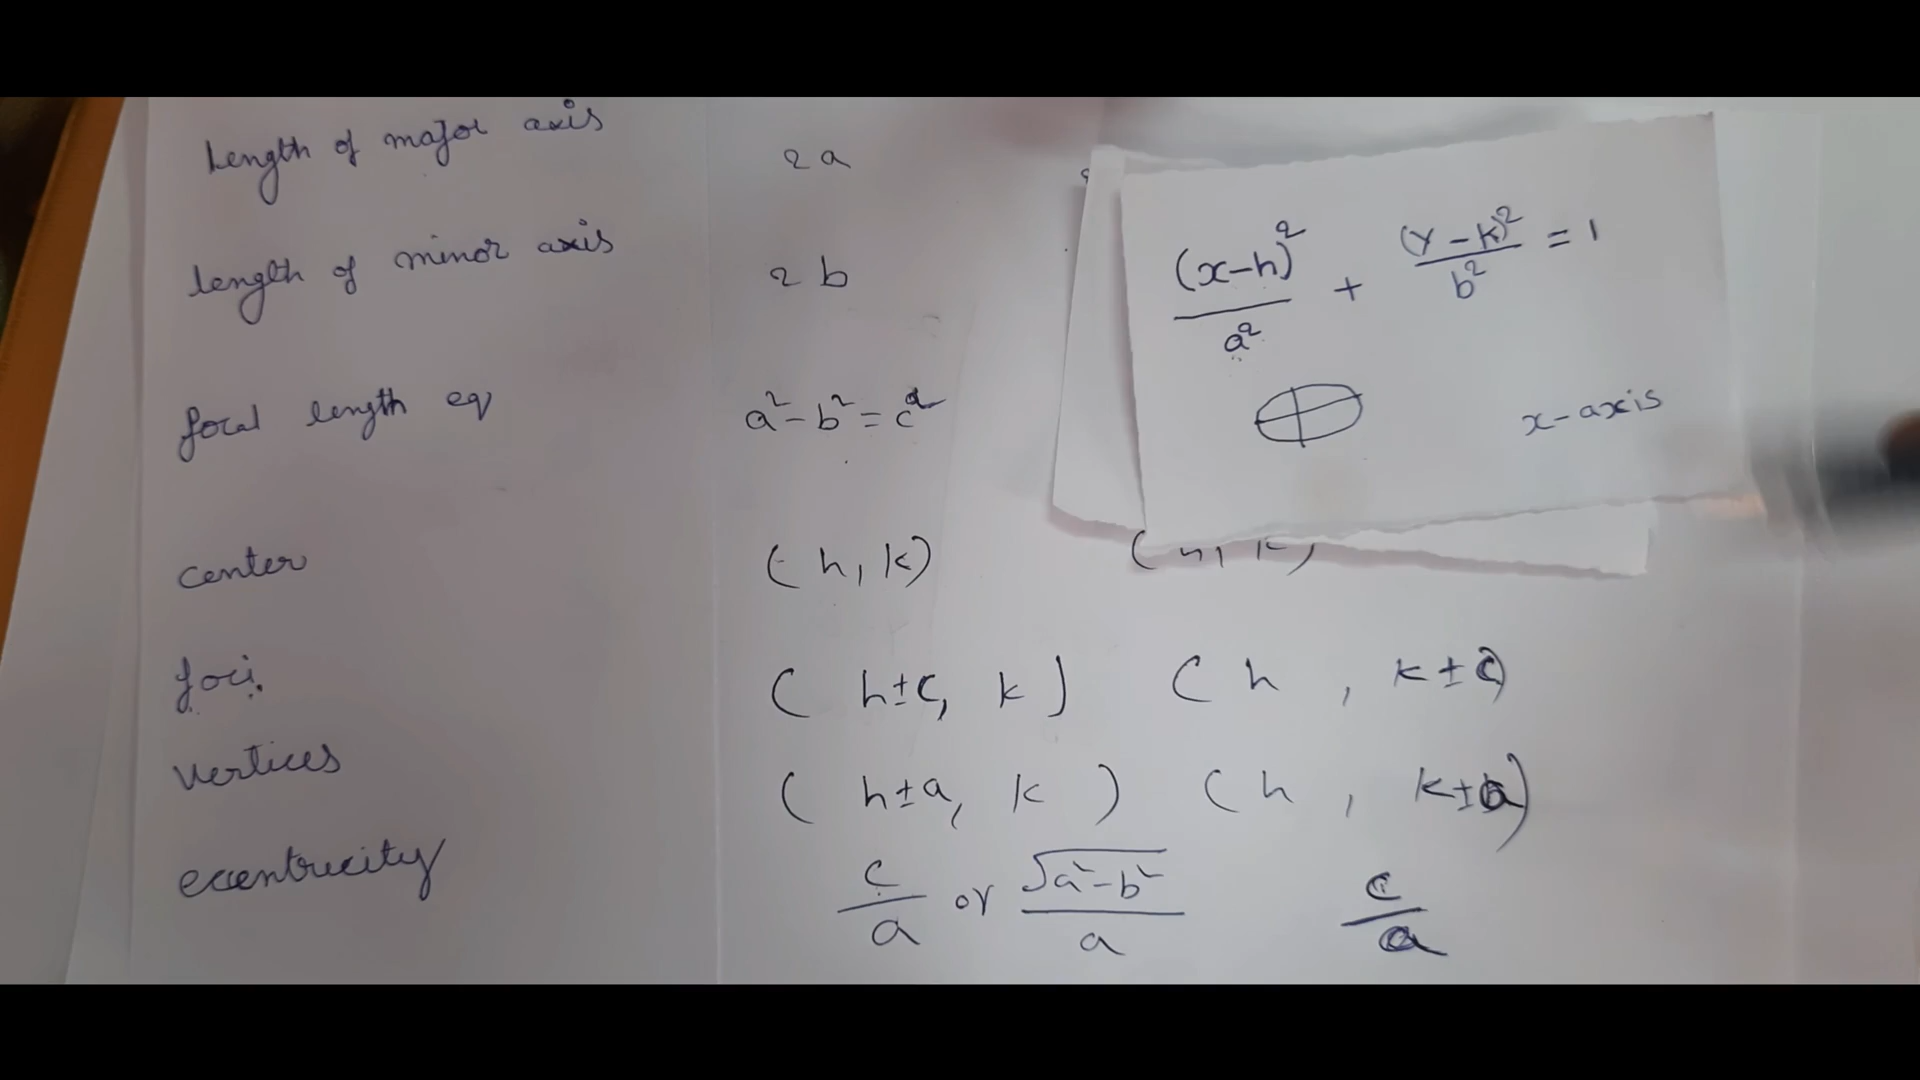 Length of major axis 2a
length of minor axis 2b
focal length eq a² - b² = c²
center (h, k) (h, k)
foci (h±c, k) (h, k±c)
vertices (h±a, k) (h, k±a)
eccentricity c/a or √a²-b²/a c/a
(x-h)²/a² + (y-k)²/b² = 1
x-axis